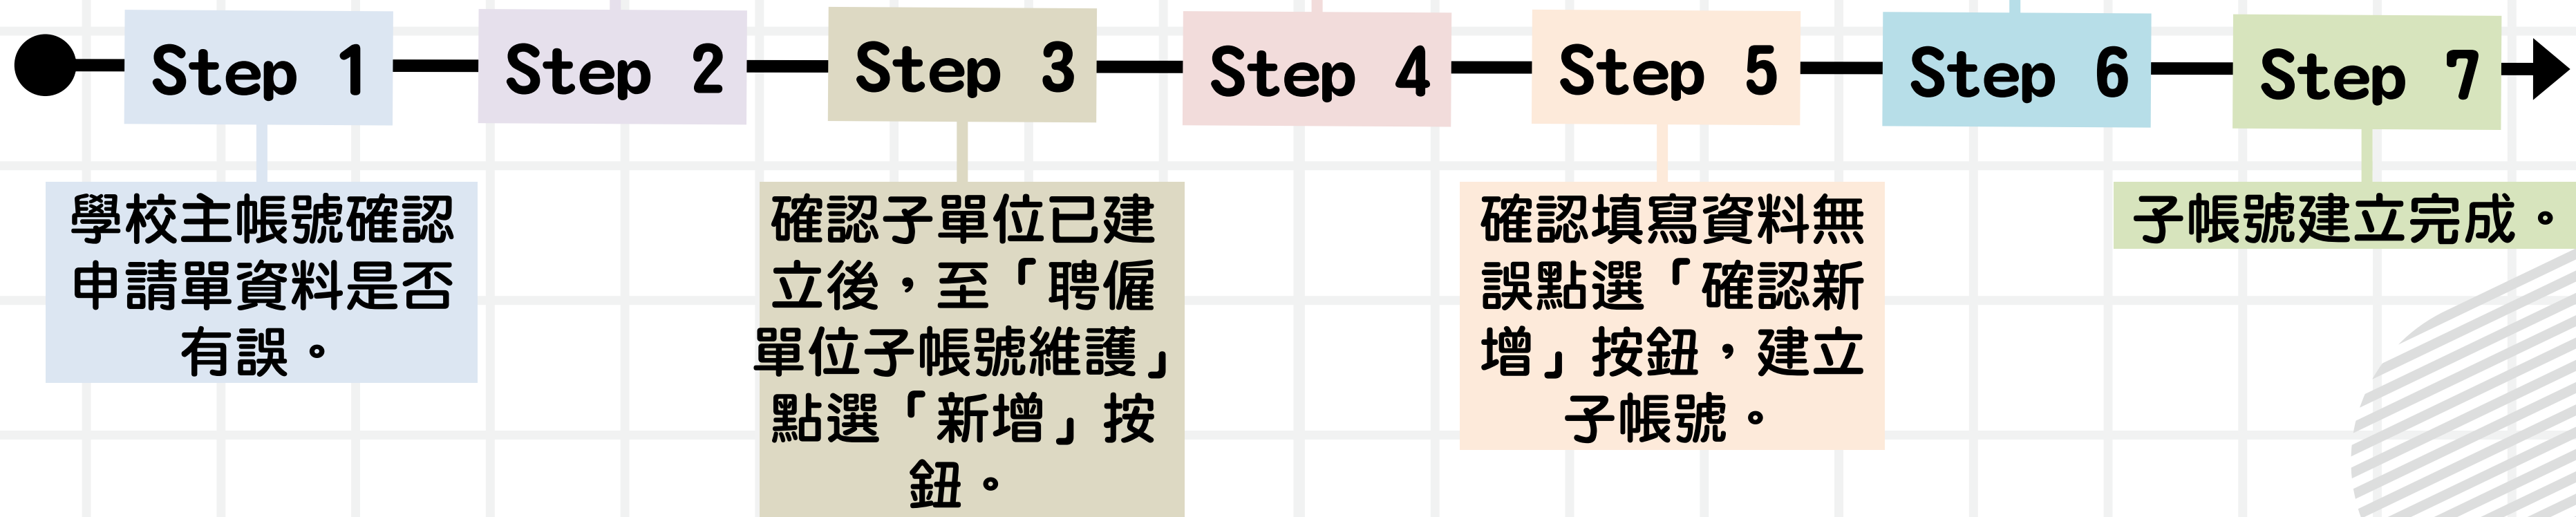 Step 1
Step 2
Step 3
Step 4
Step 5
Step 6
Step 7
學校主帳號確認
申請單資料是否
有誤。
確認子單位已建
立後，至「聘僱
單位子帳號維護」
點選「新增」按
鈕。
確認填寫資料無
誤點選「確認新
增」按鈕，建立
子帳號。
子帳號建立完成。